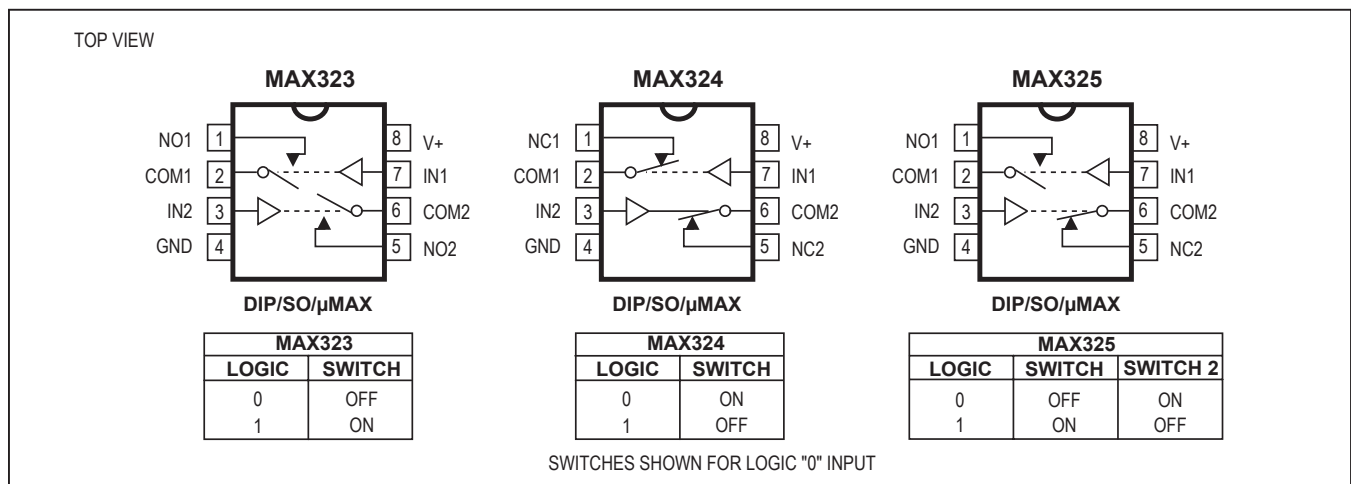 TOP VIEW
MAX323
NO1 1 8 V+
COM1 2 7 IN1
IN2 3 6 COM2
GND 4 5 NO2
DIP/SO/µMAX
MAX323
LOGIC SWITCH
0 OFF
1 ON
MAX324
NC1 1 8 V+
COM1 2 7 IN1
IN2 3 6 COM2
GND 4 5 NC2
DIP/SO/µMAX
MAX324
LOGIC SWITCH
0 ON
1 OFF
MAX325
NO1 1 8 V+
COM1 2 7 IN1
IN2 3 6 COM2
GND 4 5 NC2
DIP/SO/µMAX
MAX325
LOGIC SWITCH SWITCH 2
0 OFF ON
1 ON OFF
SWITCHES SHOWN FOR LOGIC "0" INPUT